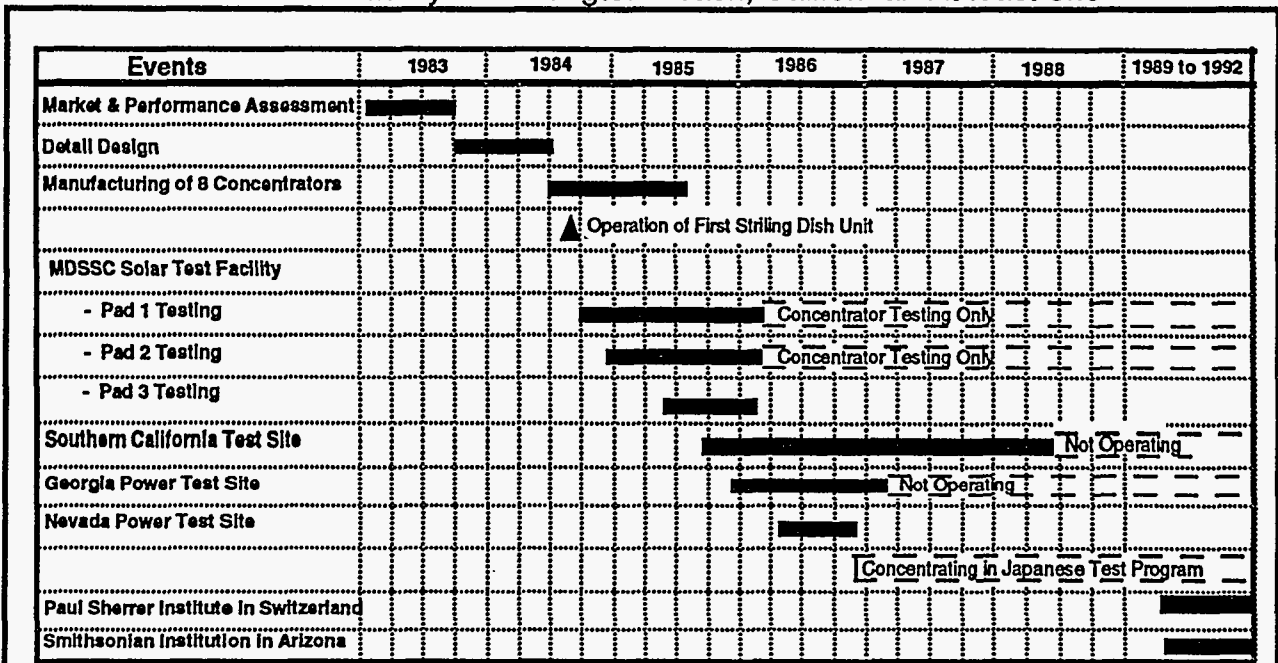 Events 1983 1984 1985 1986 1987 1988 1989 to 1992
Market & Performance Assessment
Detail Design
Manufacturing of 8 Concentrators
Operation of First Striling Dish Unit
MDSSC Solar Test Facility
- Pad 1 Testing Concentrator Testing Only
- Pad 2 Testing Concentrator Testing Only
- Pad 3 Testing
Southern California Test Site Not Operating
Georgia Power Test Site Not Operating
Nevada Power Test Site
Concentrating in Japanese Test Program
Paul Sherrer Institute in Switzerland
Smithsonian Institution in Arizona